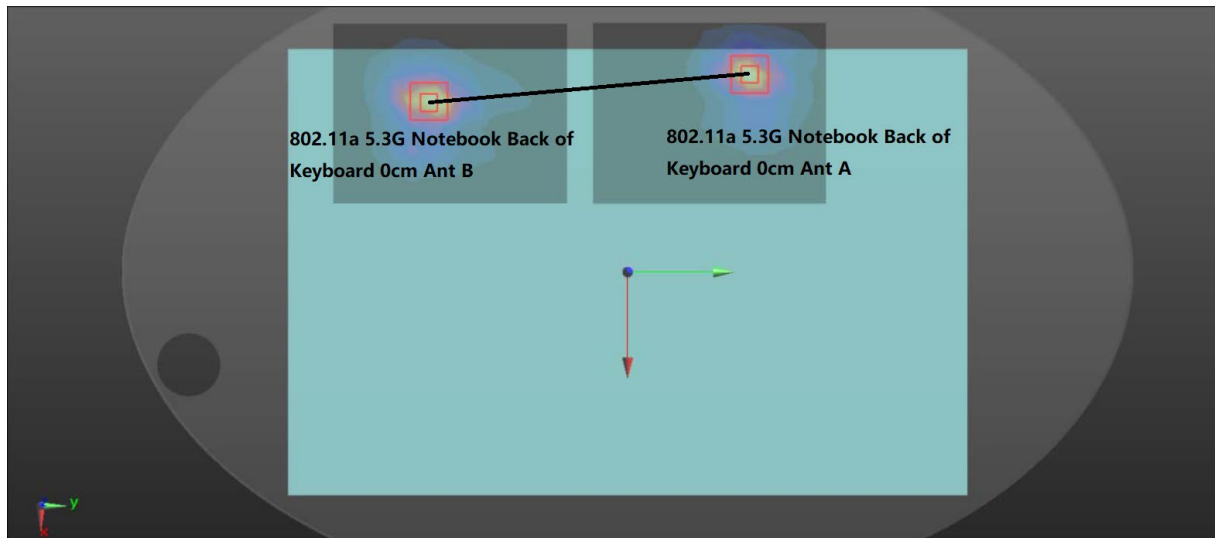 802.11a 5.3G Notebook Back of
Keyboard 0cm Ant B
802.11a 5.3G Notebook Back of
Keyboard 0cm Ant A
y
x